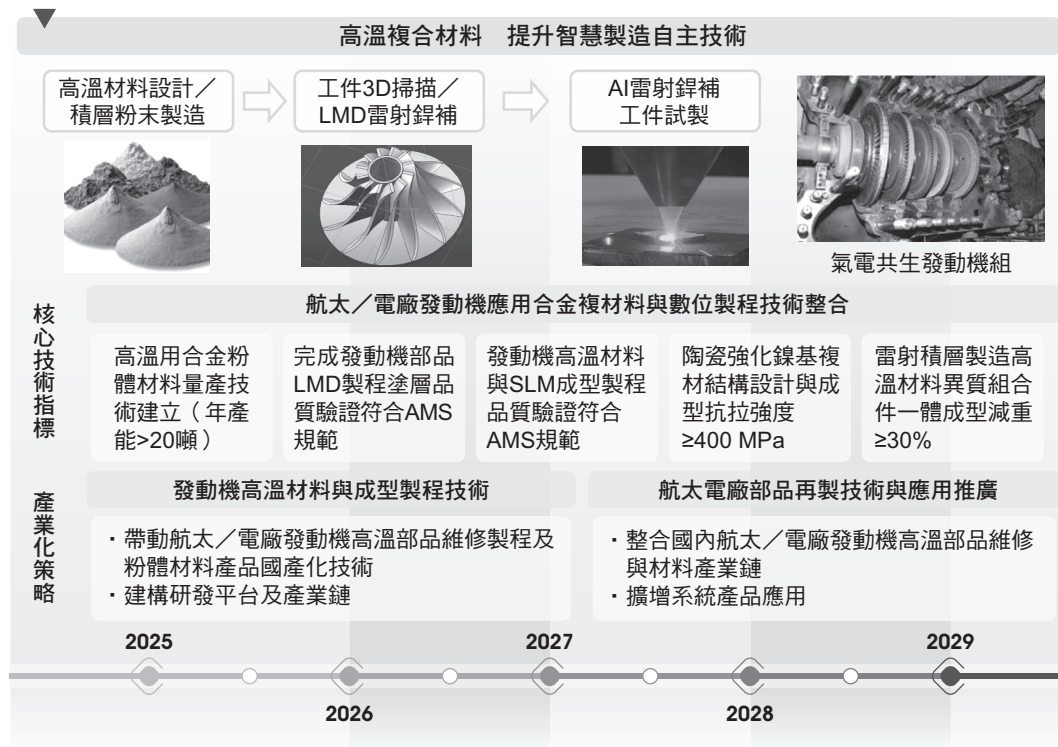 高溫複合材料　提升智慧製造自主技術
高溫材料設計／
積層粉末製造
工件3D掃描／
LMD雷射銲補
AI雷射銲補
工件試製
氣電共生發動機組
核心技術指標
航太／電廠發動機應用合金複材料與數位製程技術整合
高溫用合金粉
體材料量產技
術建立（年產
能>20噸）
完成發動機部品
LMD製程塗層品
質驗證符合AMS
規範
發動機高溫材料
與SLM成型製程
品質驗證符合
AMS規範
陶瓷強化鎳基複
材結構設計與成
型抗拉強度
≥400 MPa
雷射積層製造高
溫材料異質組合
件一體成型減重
≥30%
產業化策略
發動機高溫材料與成型製程技術
・帶動航太／電廠發動機高溫部品維修製程及
粉體材料產品國產化技術
・建構研發平台及產業鏈
航太電廠部品再製技術與應用推廣
・整合國內航太／電廠發動機高溫部品維修
與材料產業鏈
・擴增系統產品應用
2025
2026
2027
2028
2029